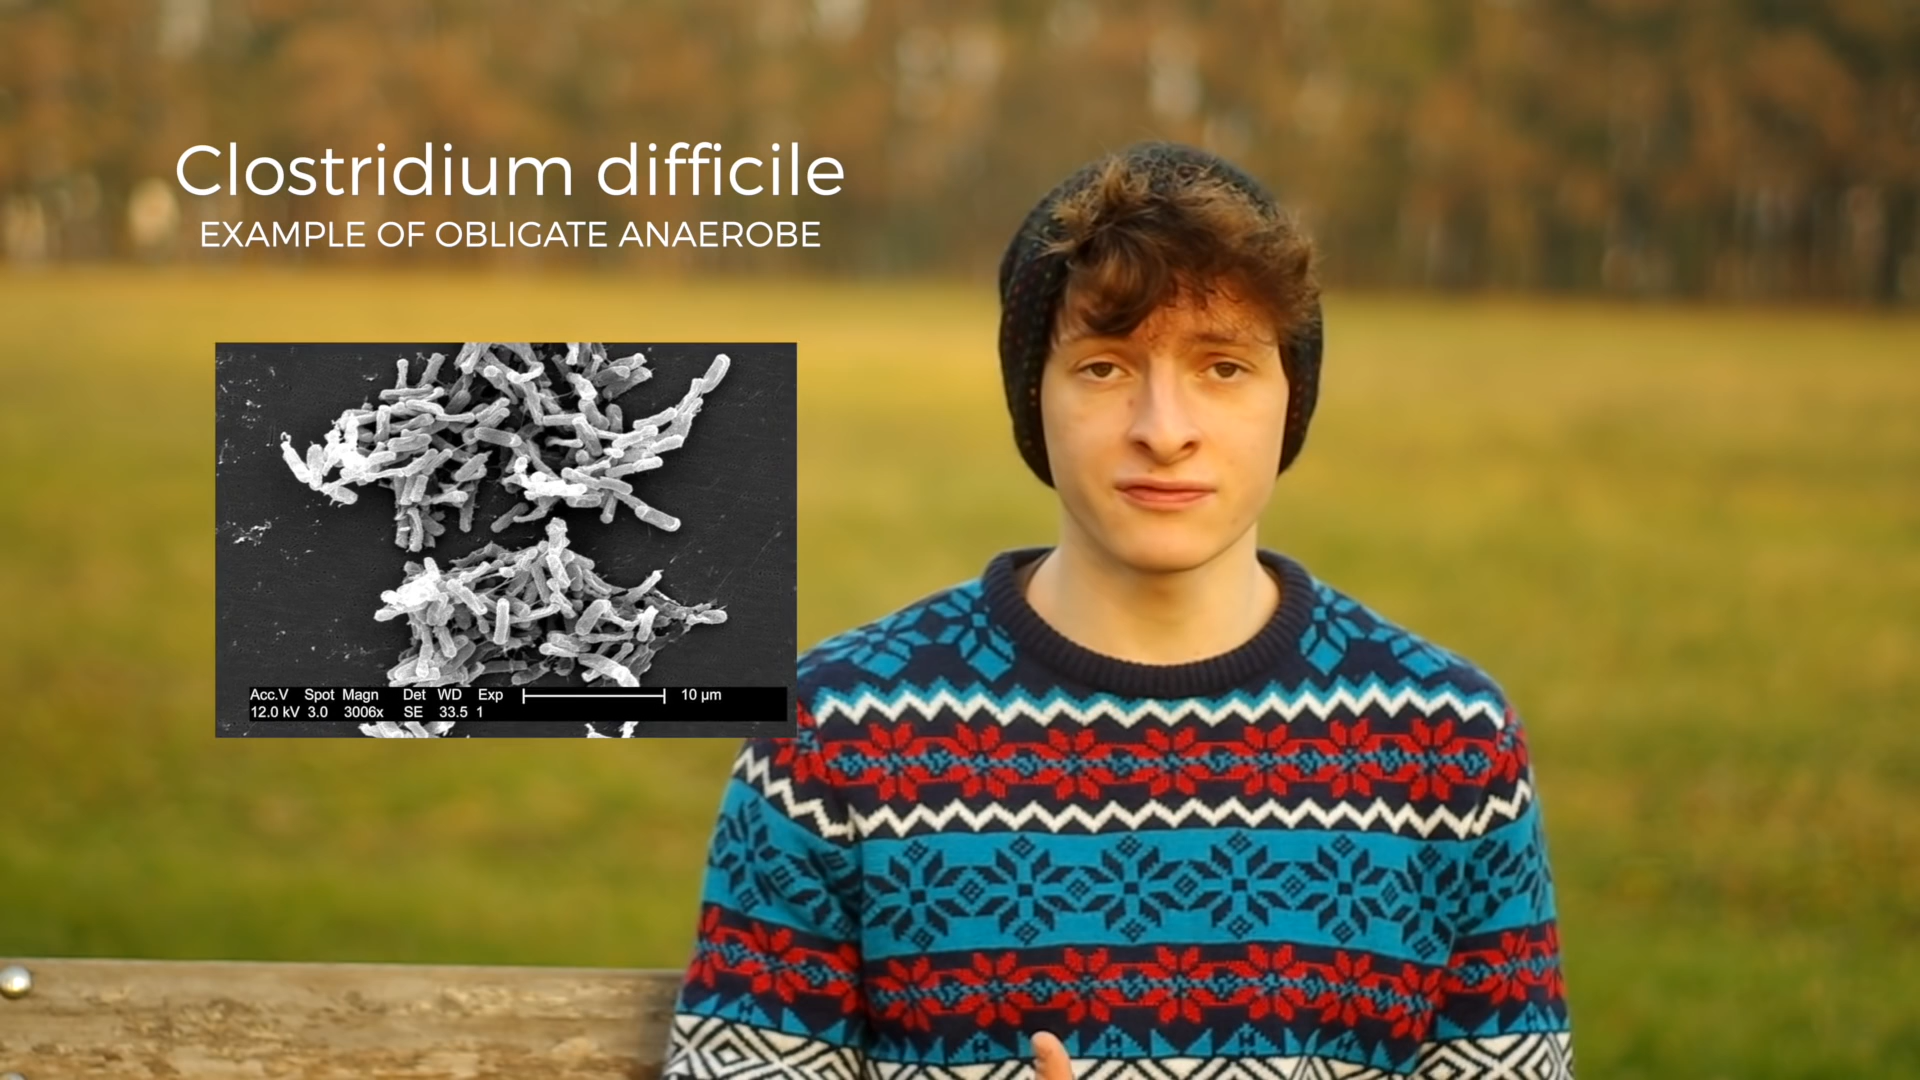 Clostridium difficile
EXAMPLE OF OBLIGATE ANAEROBE
Acc.V Spot Magn Det WD Exp 10 µm
12.0 kV 3.0 3006x SE 33.5 1